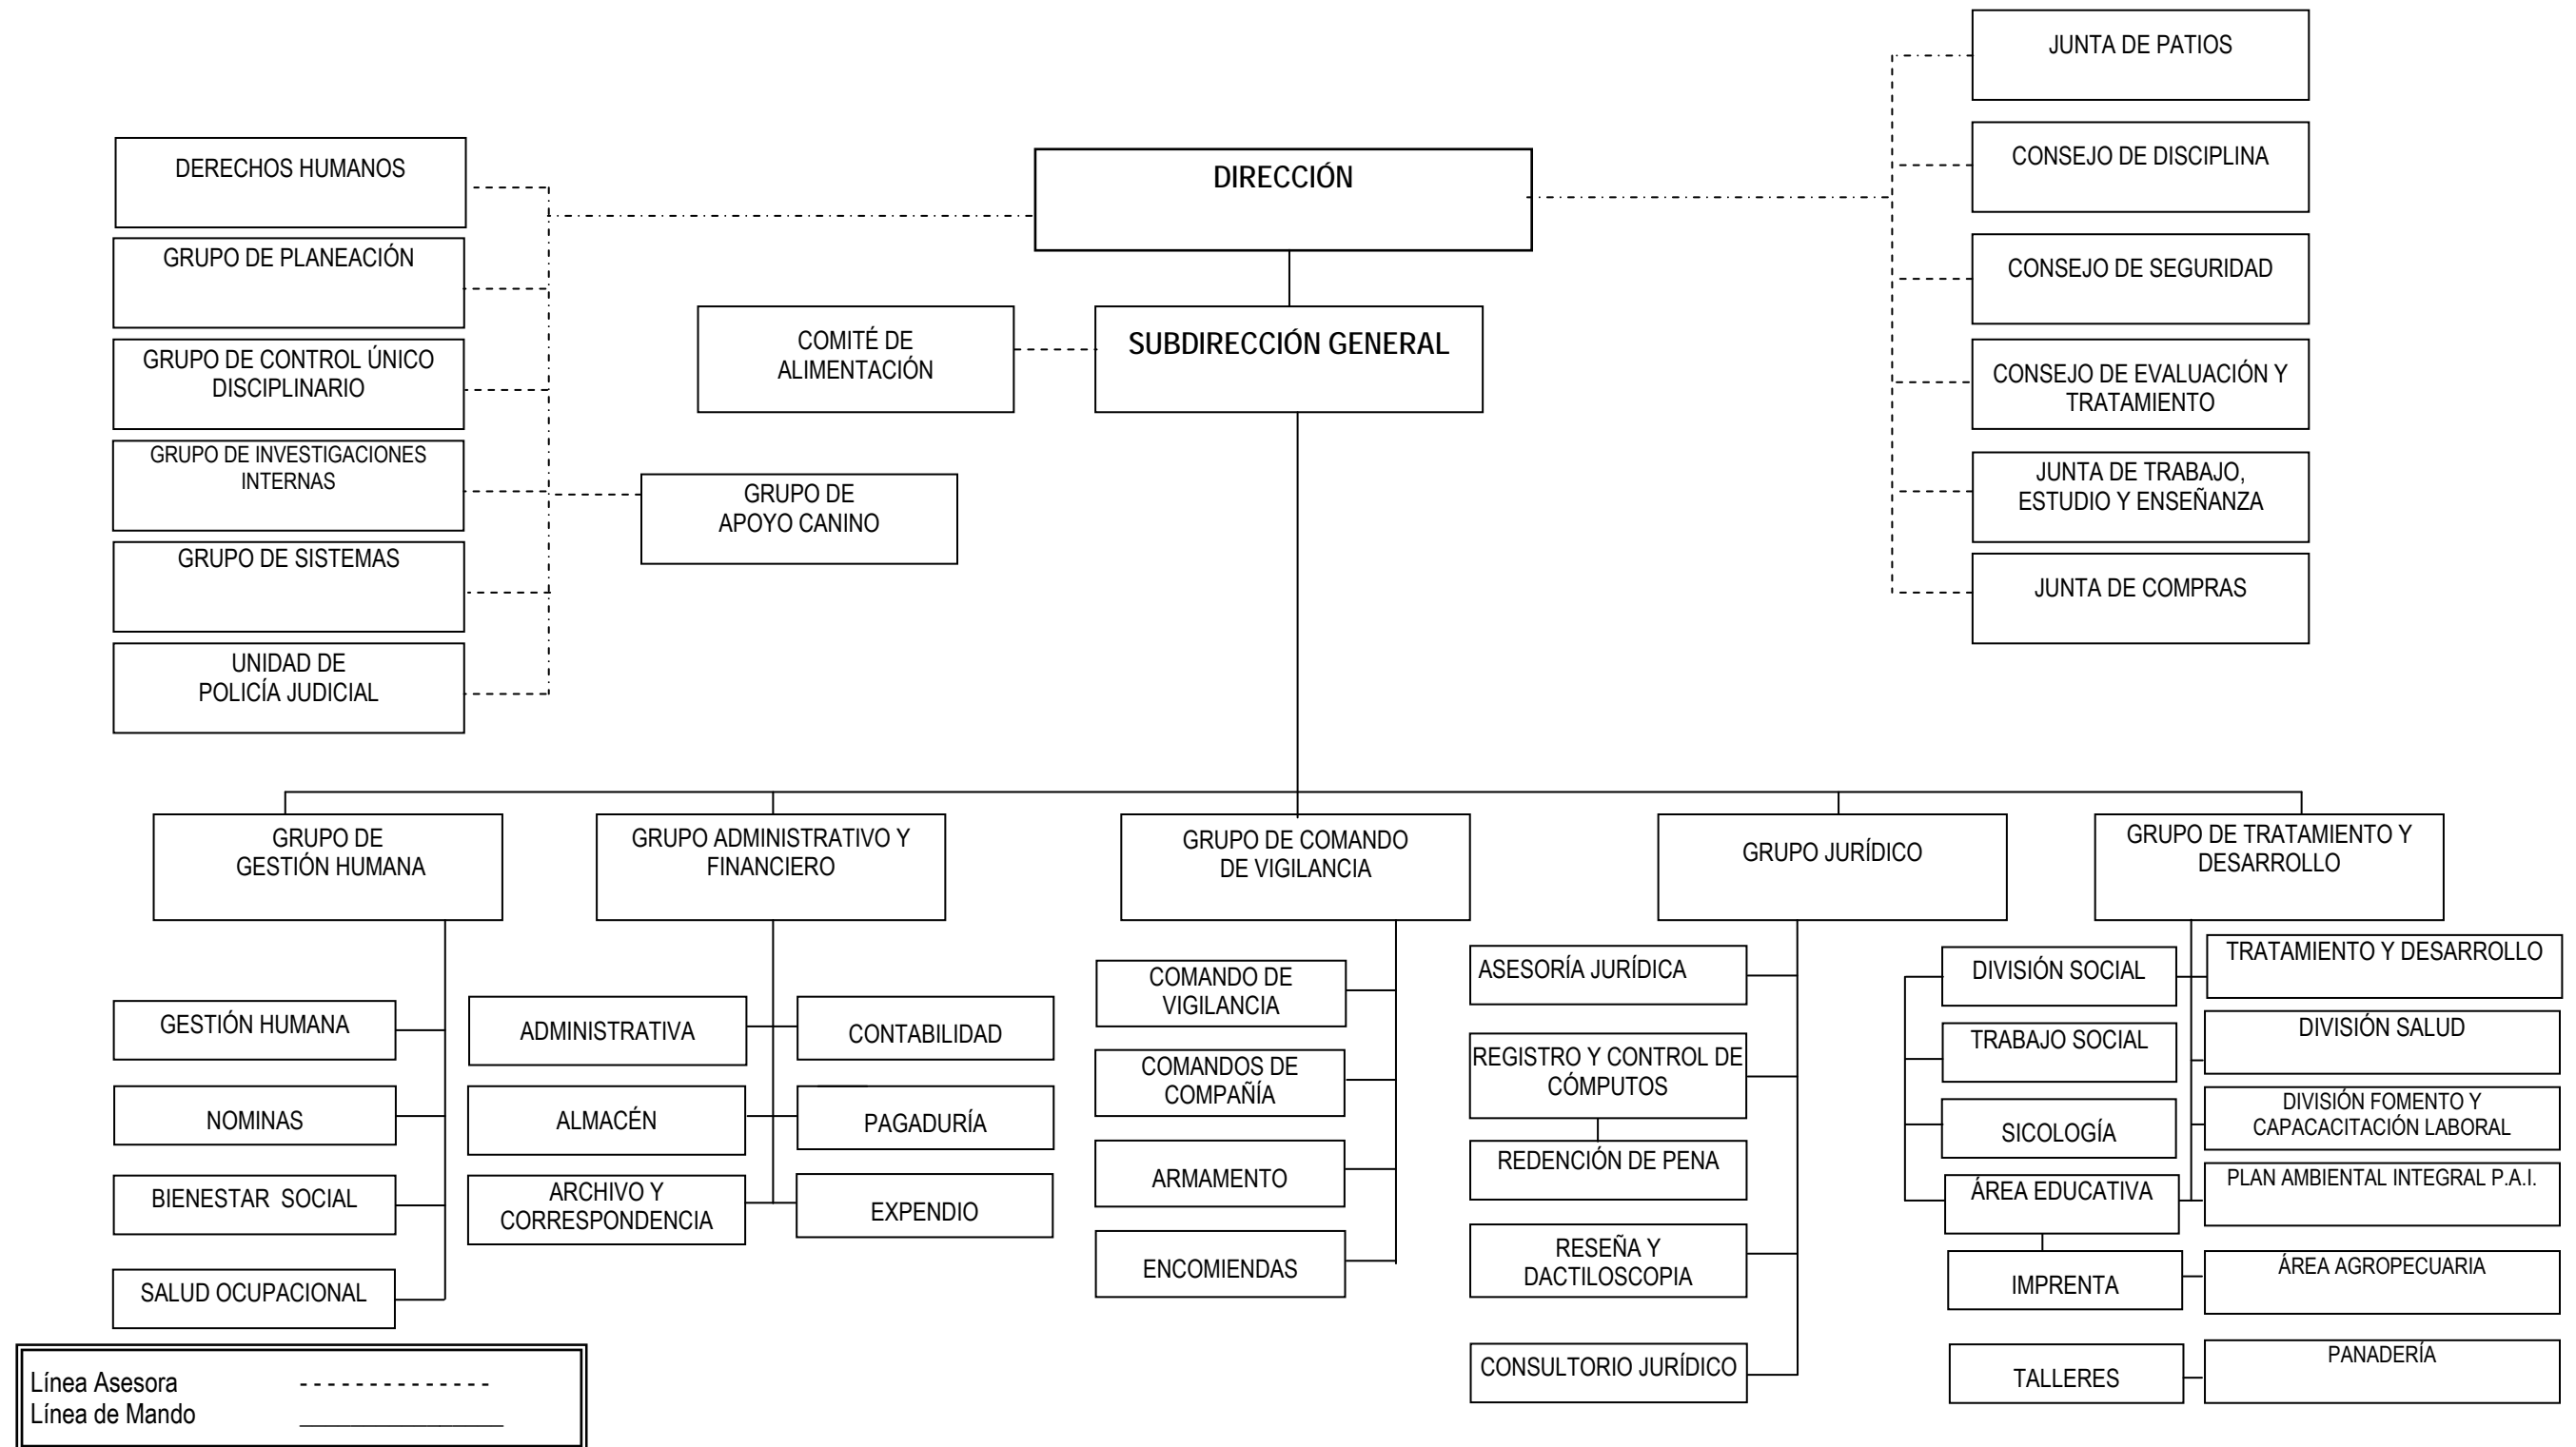 JUNTA DE PATIOS
CONSEJO DE DISCIPLINA
CONSEJO DE SEGURIDAD
CONSEJO DE EVALUACIÓN Y
TRATAMIENTO
JUNTA DE TRABAJO,
ESTUDIO Y ENSEÑANZA
JUNTA DE COMPRAS
DIRECCIÓN
SUBDIRECCIÓN GENERAL
COMITÉ DE
ALIMENTACIÓN
GRUPO DE
APOYO CANINO
DERECHOS HUMANOS
GRUPO DE PLANEACIÓN
GRUPO DE CONTROL ÚNICO
DISCIPLINARIO
GRUPO DE INVESTIGACIONES
INTERNAS
GRUPO DE SISTEMAS
UNIDAD DE
POLICÍA JUDICIAL
GRUPO DE
GESTIÓN HUMANA
GESTIÓN HUMANA
NOMINAS
BIENESTAR SOCIAL
SALUD OCUPACIONAL
GRUPO ADMINISTRATIVO Y
FINANCIERO
ADMINISTRATIVA
CONTABILIDAD
ALMACÉN
PAGADURÍA
ARCHIVO Y
CORRESPONDENCIA
EXPENDIO
GRUPO DE COMANDO
DE VIGILANCIA
COMANDO DE
VIGILANCIA
COMANDOS DE
COMPAÑÍA
ARMAMENTO
ENCOMIENDAS
GRUPO JURÍDICO
ASESORÍA JURÍDICA
REGISTRO Y CONTROL DE
CÓMPUTOS
REDENCIÓN DE PENA
RESEÑA Y
DACTILOSCOPIA
CONSULTORIO JURÍDICO
GRUPO DE TRATAMIENTO Y
DESARROLLO
DIVISIÓN SOCIAL
TRATAMIENTO Y DESARROLLO
TRABAJO SOCIAL
DIVISIÓN SALUD
SICOLOGÍA
DIVISIÓN FOMENTO Y
CAPACACITACIÓN LABORAL
ÁREA EDUCATIVA
PLAN AMBIENTAL INTEGRAL P.A.I.
IMPRENTA
ÁREA AGROPECUARIA
TALLERES
PANADERÍA
Línea Asesora - - - - - - - - - - - - - -
Línea de Mando ________________